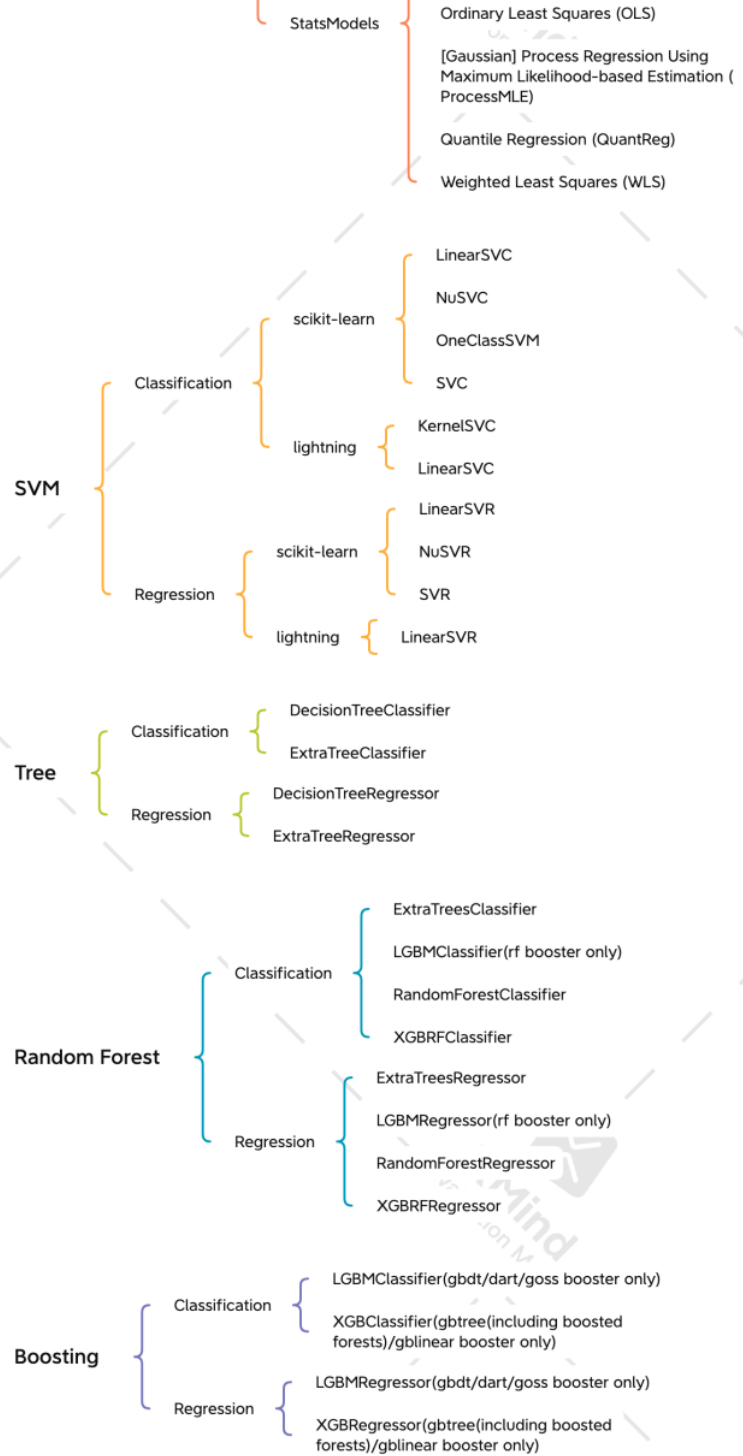 StatsModels
Ordinary Least Squares (OLS)
[Gaussian] Process Regression Using
Maximum Likelihood-based Estimation (
ProcessMLE)
Quantile Regression (QuantReg)
Weighted Least Squares (WLS)
SVM
Classification
scikit-learn
LinearSVC
NuSVC
OneClassSVM
SVC
lightning
KernelSVC
LinearSVC
Regression
scikit-learn
LinearSVR
NuSVR
SVR
lightning
LinearSVR
Tree
Classification
DecisionTreeClassifier
ExtraTreeClassifier
Regression
DecisionTreeRegressor
ExtraTreeRegressor
Random Forest
Classification
ExtraTreesClassifier
LGBMClassifier(rf booster only)
RandomForestClassifier
XGBRFClassifier
Regression
ExtraTreesRegressor
LGBMRegressor(rf booster only)
RandomForestRegressor
XGBRFRegressor
Boosting
Classification
LGBMClassifier(gbdt/dart/goss booster only)
XGBClassifier(gbtree(including boosted
forests)/gblinear booster only)
Regression
LGBMRegressor(gbdt/dart/goss booster only)
XGBRegressor(gbtree(including boosted
forests)/gblinear booster only)
Mind